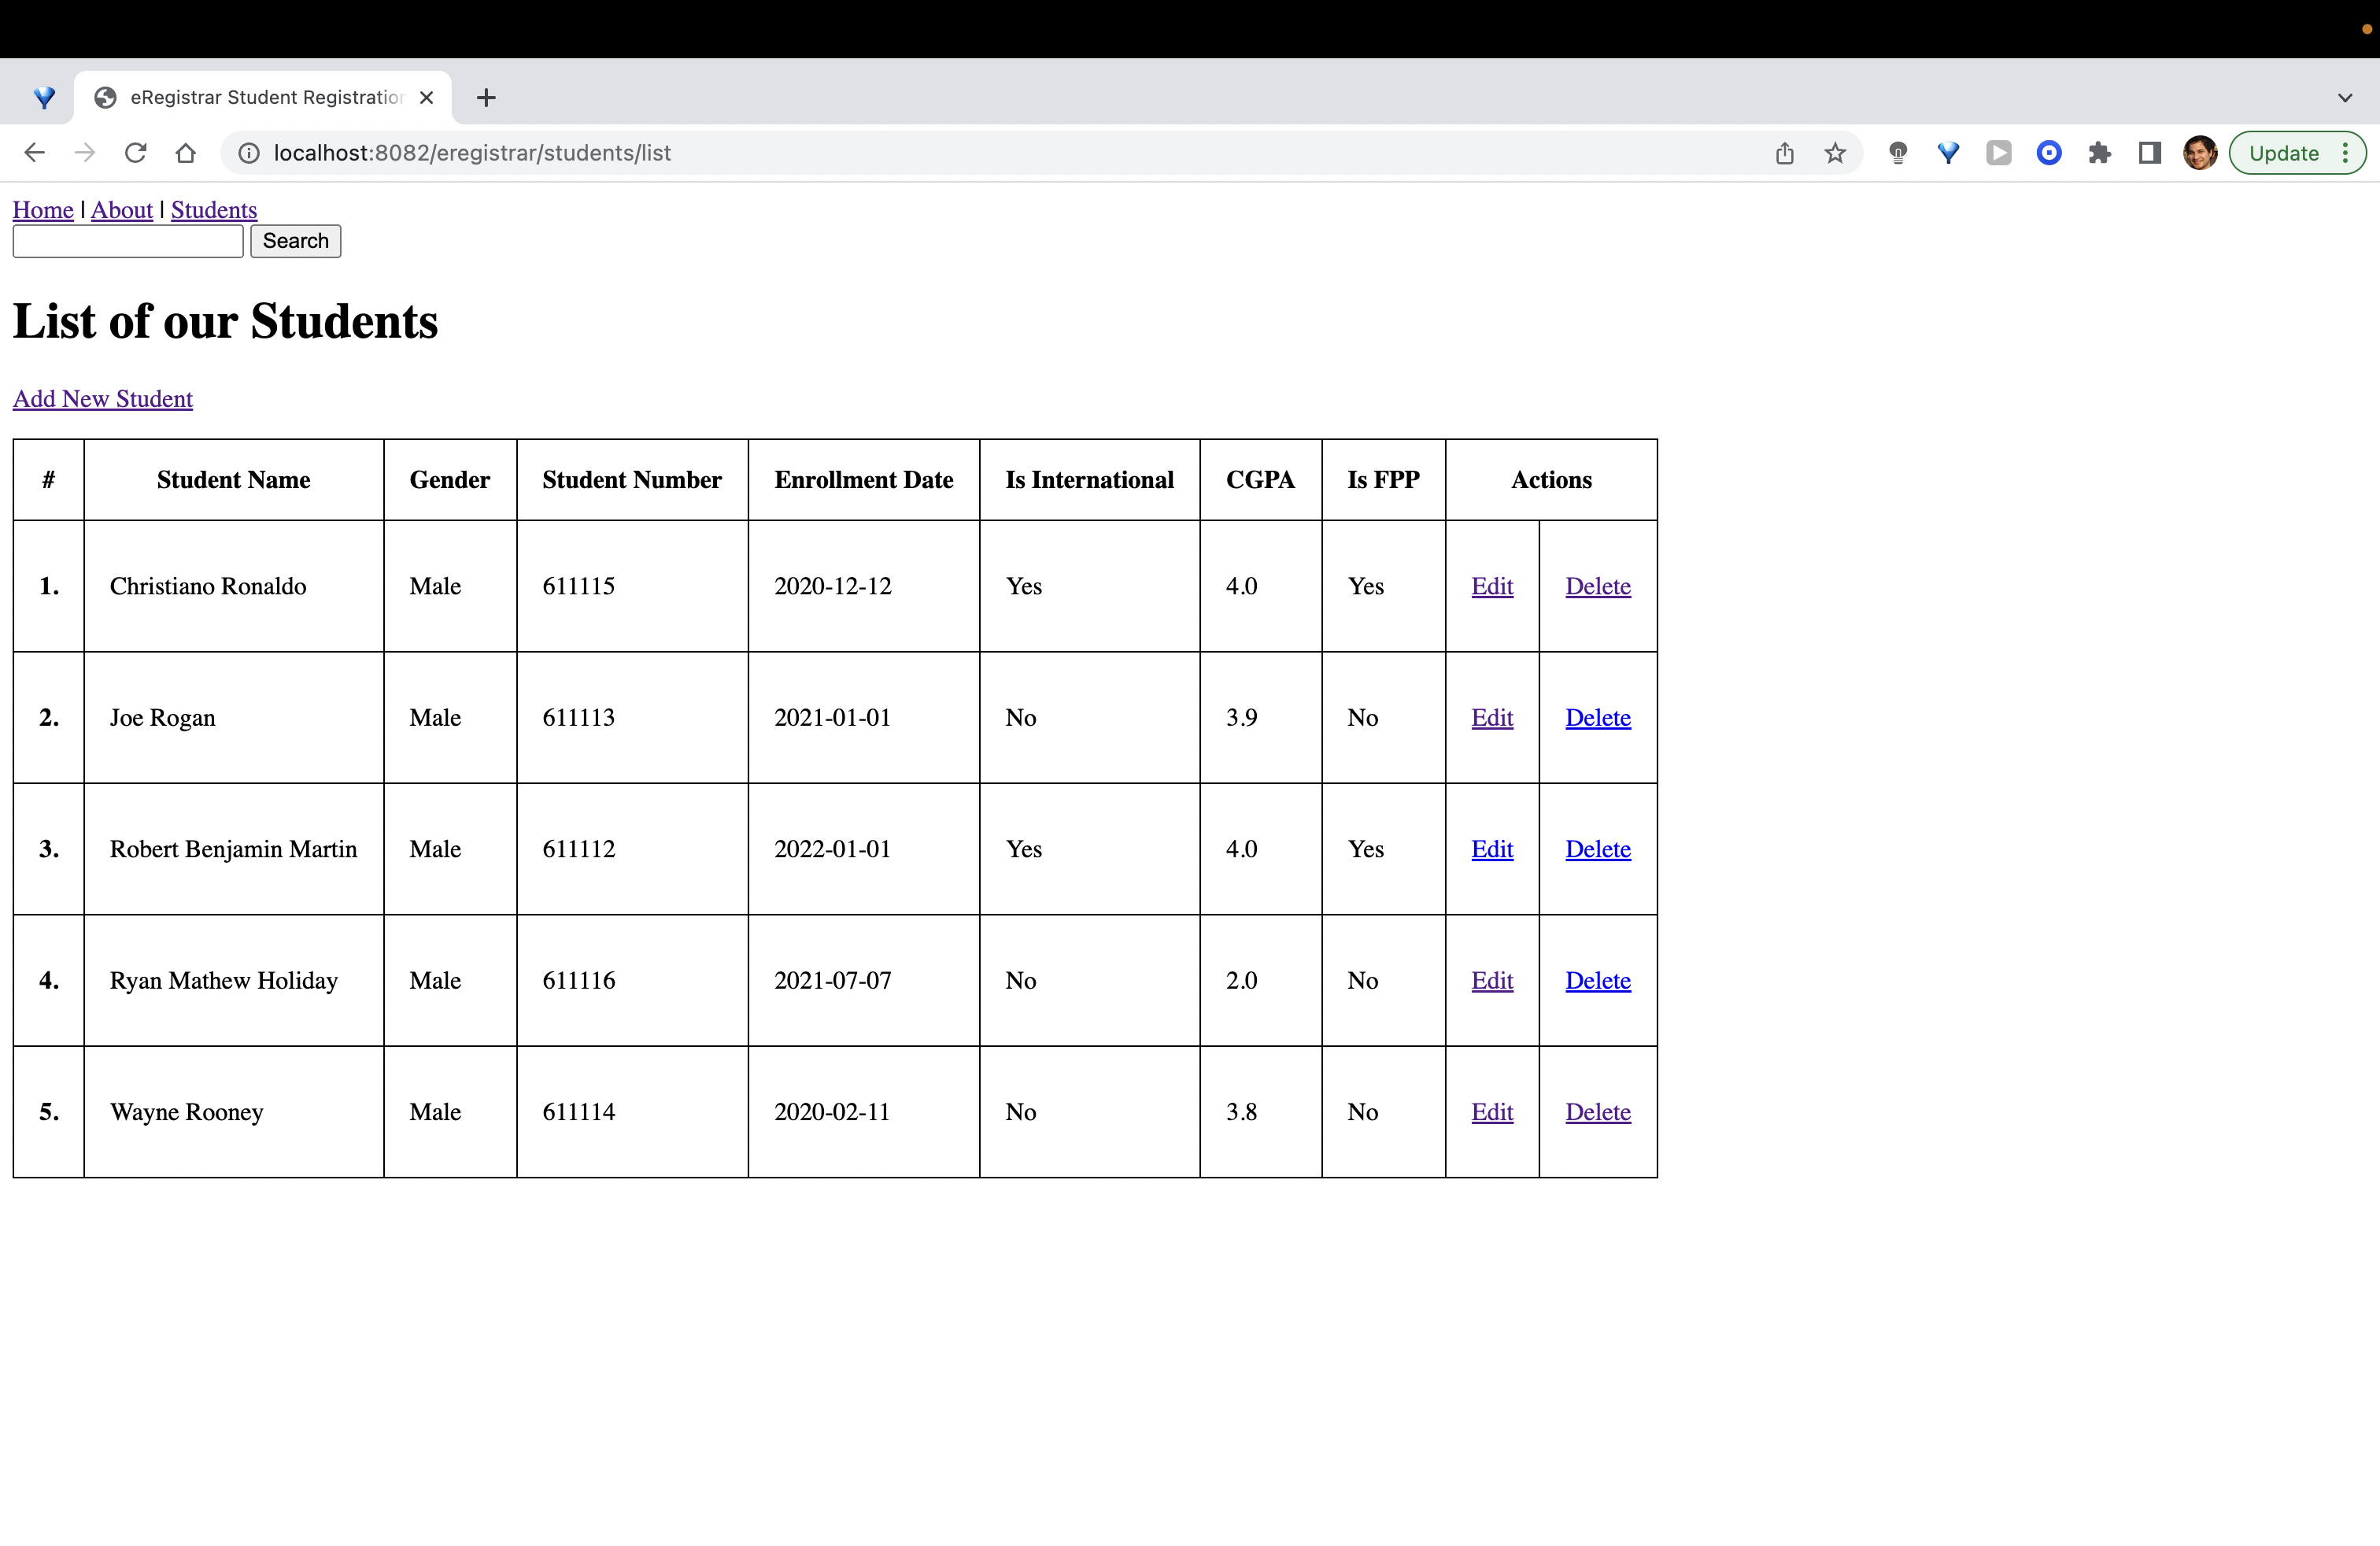 eRegistrar Student Registration
localhost:8082/eregistrar/students/list
Update
Home | About | Students
Search
List of our Students
Add New Student
# Student Name Gender Student Number Enrollment Date Is International CGPA Is FPP Actions
1. Christiano Ronaldo Male 611115 2020-12-12 Yes 4.0 Yes Edit Delete
2. Joe Rogan Male 611113 2021-01-01 No 3.9 No Edit Delete
3. Robert Benjamin Martin Male 611112 2022-01-01 Yes 4.0 Yes Edit Delete
4. Ryan Mathew Holiday Male 611116 2021-07-07 No 2.0 No Edit Delete
5. Wayne Rooney Male 611114 2020-02-11 No 3.8 No Edit Delete